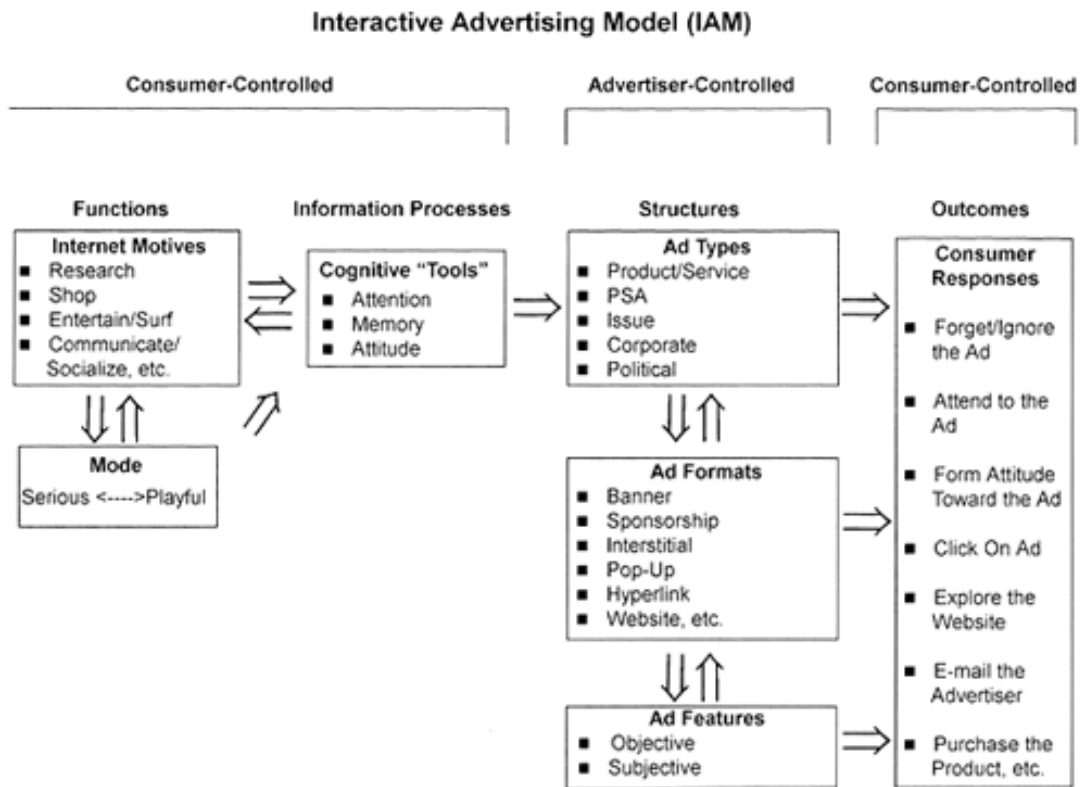 Interactive Advertising Model (IAM)
Consumer-Controlled
Advertiser-Controlled
Consumer-Controlled
Functions
Information Processes
Structures
Outcomes
Internet Motives
Research
Shop
Entertain/Surf
Communicate/
Socialize, etc.
Mode
Serious <---->Playful
Cognitive “Tools”
Attention
Memory
Attitude
Ad Types
Product/Service
PSA
Issue
Corporate
Political
Ad Formats
Banner
Sponsorship
Interstitial
Pop-Up
Hyperlink
Website, etc.
Ad Features
Objective
Subjective
Consumer
Responses
Forget/Ignore
the Ad
Attend to the
Ad
Form Attitude
Toward the Ad
Click On Ad
Explore the
Website
E-mail the
Advertiser
Purchase the
Product, etc.